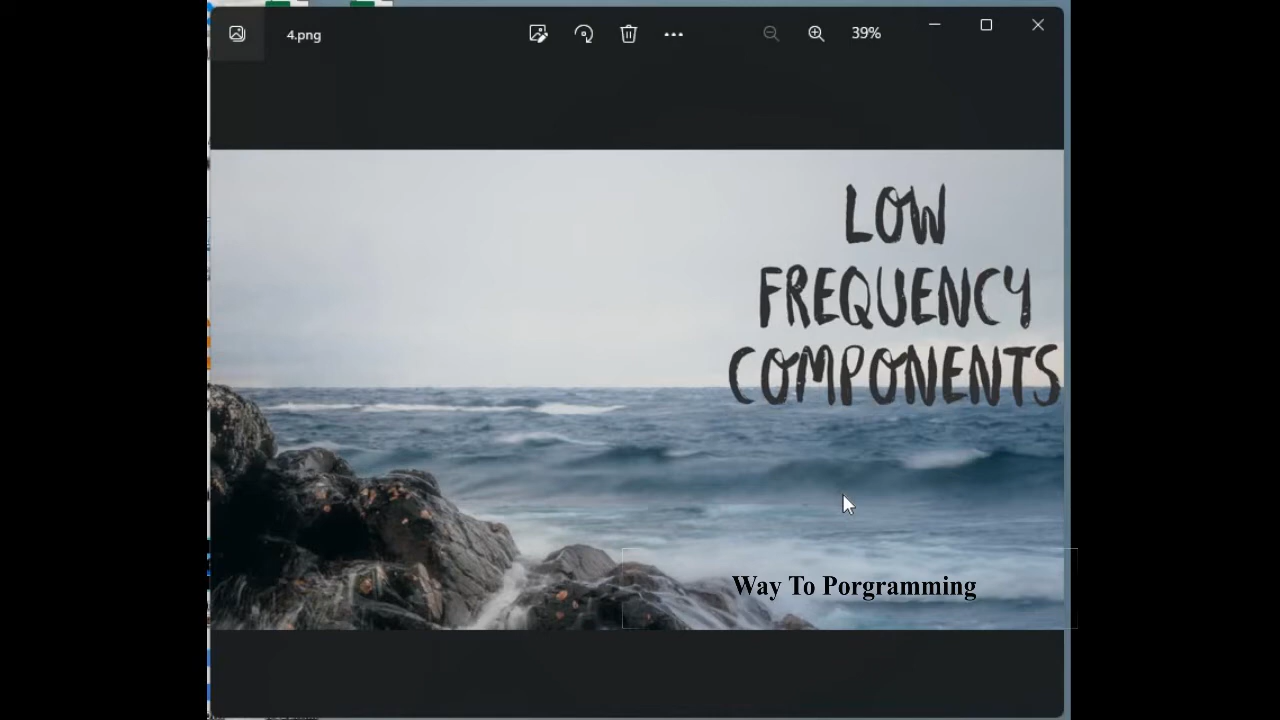 4.png
39%
LOW
FREQUENCY
COMPONENTS
Way To Porgramming